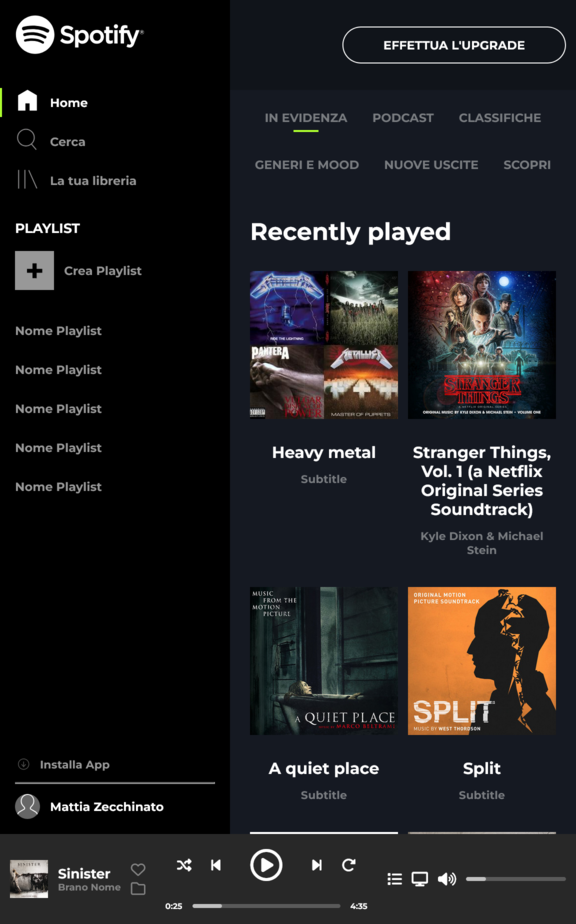 Spotify®
EFFETTUA L'UPGRADE
Home
Cerca
La tua libreria
PLAYLIST
Crea Playlist
Nome Playlist
Nome Playlist
Nome Playlist
Nome Playlist
Nome Playlist
Installa App
Mattia Zecchinato
IN EVIDENZA PODCAST CLASSIFICHE
GENERI E MOOD NUOVE USCITE SCOPRI
Recently played
METALLICA
RIDE THE LIGHTNING
PANTERA
METALLICA
MASTER OF PUPPETS
STRANGER
THINGS
ORIGINAL MUSIC BY KYLE DIXON & MICHAEL STEIN • VOLUME ONE
Heavy metal
Subtitle
Stranger Things,
Vol. 1 (a Netflix
Original Series
Soundtrack)
Kyle Dixon & Michael
Stein
MUSIC
FROM THE
MOTION
PICTURE
A QUIET PLACE
MARCO BELTRAMI
ORIGINAL MOTION
PICTURE SOUNDTRACK
SPLIT
MUSIC BY WEST THORDSON
A quiet place
Subtitle
Split
Subtitle
SINISTER
Sinister
Brano Nome
0:25
4:35